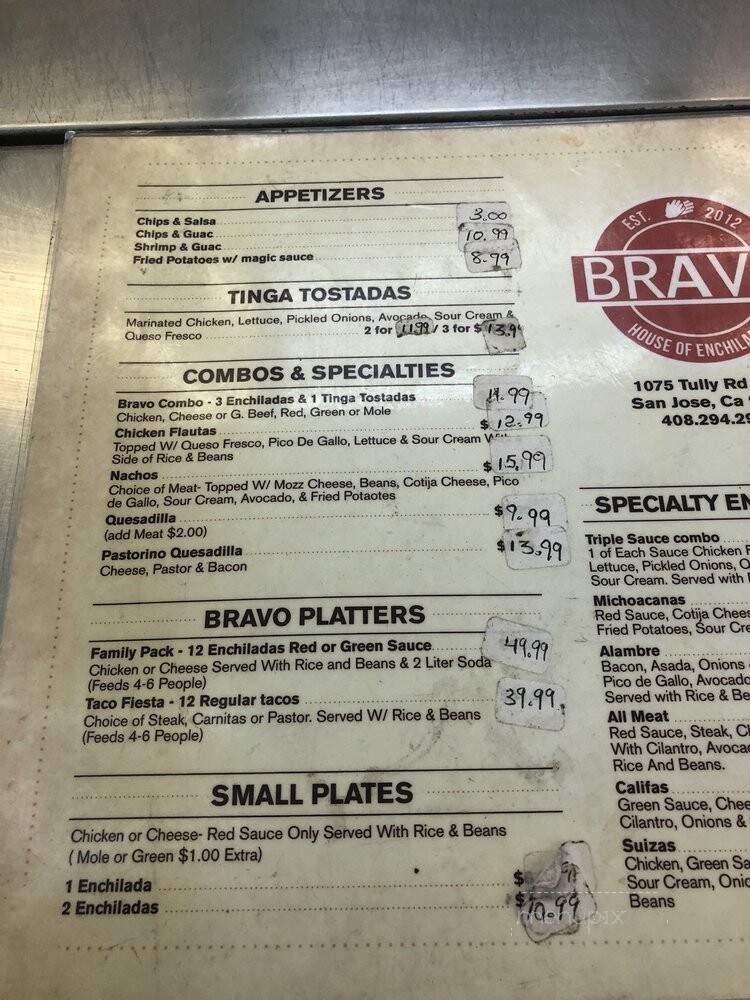 APPETIZERS
Chips & Salsa 3.00
Chips & Guac 10.99
Shrimp & Guac
Fried Potatoes w/ magic sauce 8.99
TINGA TOSTADAS
Marinated Chicken, Lettuce, Pickled Onions, Avocado, Sour Cream &
Queso Fresco 2 for 11.99 / 3 for $13.9
COMBOS & SPECIALTIES
Bravo Combo - 3 Enchiladas & 1 Tinga Tostadas
Chicken, Cheese or G. Beef, Red, Green or Mole
Chicken Flautas $12.99
Topped W/ Queso Fresco, Pico De Gallo, Lettuce & Sour Cream
Side of Rice & Beans
Nachos $15,99
Choice of Meat- Topped W/ Mozz Cheese, Beans, Cotija Cheese, Pico
de Gallo, Sour Cream, Avocado, & Fried Potaotes
Quesadilla $9.99
(add Meat $2.00)
Pastorino Quesadilla $13.99
Cheese, Pastor & Bacon
BRAVO PLATTERS
Family Pack - 12 Enchiladas Red or Green Sauce 49.99
Chicken or Cheese Served With Rice and Beans & 2 Liter Soda
(Feeds 4-6 People)
Taco Fiesta - 12 Regular tacos 39.99
Choice of Steak, Carnitas or Pastor. Served W/ Rice & Beans
(Feeds 4-6 People)
SMALL PLATES
Chicken or Cheese- Red Sauce Only Served With Rice & Beans
( Mole or Green $1.00 Extra)
1 Enchilada $
2 Enchiladas $10.99
EST. 2012
BRAV
HOUSE OF ENCHIL
1075 Tully Rd
San Jose, Ca
408.294.29
SPECIALTY EN
Triple Sauce combo
1 of Each Sauce Chicken
Lettuce, Pickled Onions,
Sour Cream. Served with
Michoacanas
Red Sauce, Cotija Chees
Fried Potatoes, Sour Cre
Alambre
Bacon, Asada, Onions
Pico de Gallo, Avocado
Served with Rice & Be
All Meat
Red Sauce, Steak, Ch
With Cilantro, Avoca
Rice And Beans.
Califas
Green Sauce, Chee
Cilantro, Onions &
Suizas
Chicken, Green Sa
Sour Cream, Onio
Beans